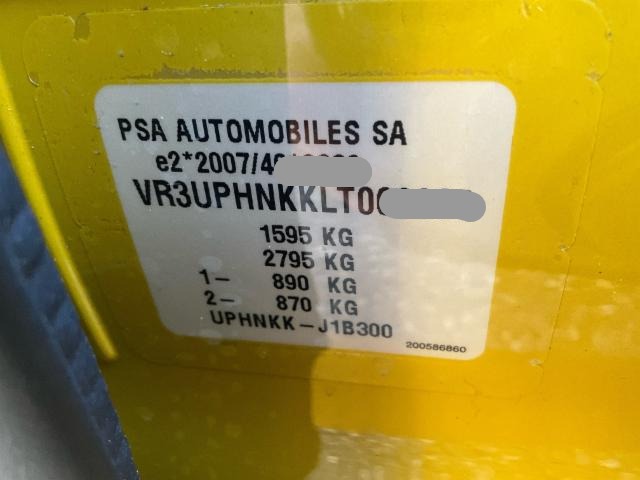 PSA AUTOMOBILES SA
e2*2007/4
VR3UPHNKKLT0
1595 KG
2795 KG
1- 890 KG
2- 870 KG
UPHNKK-J1B300
200586860